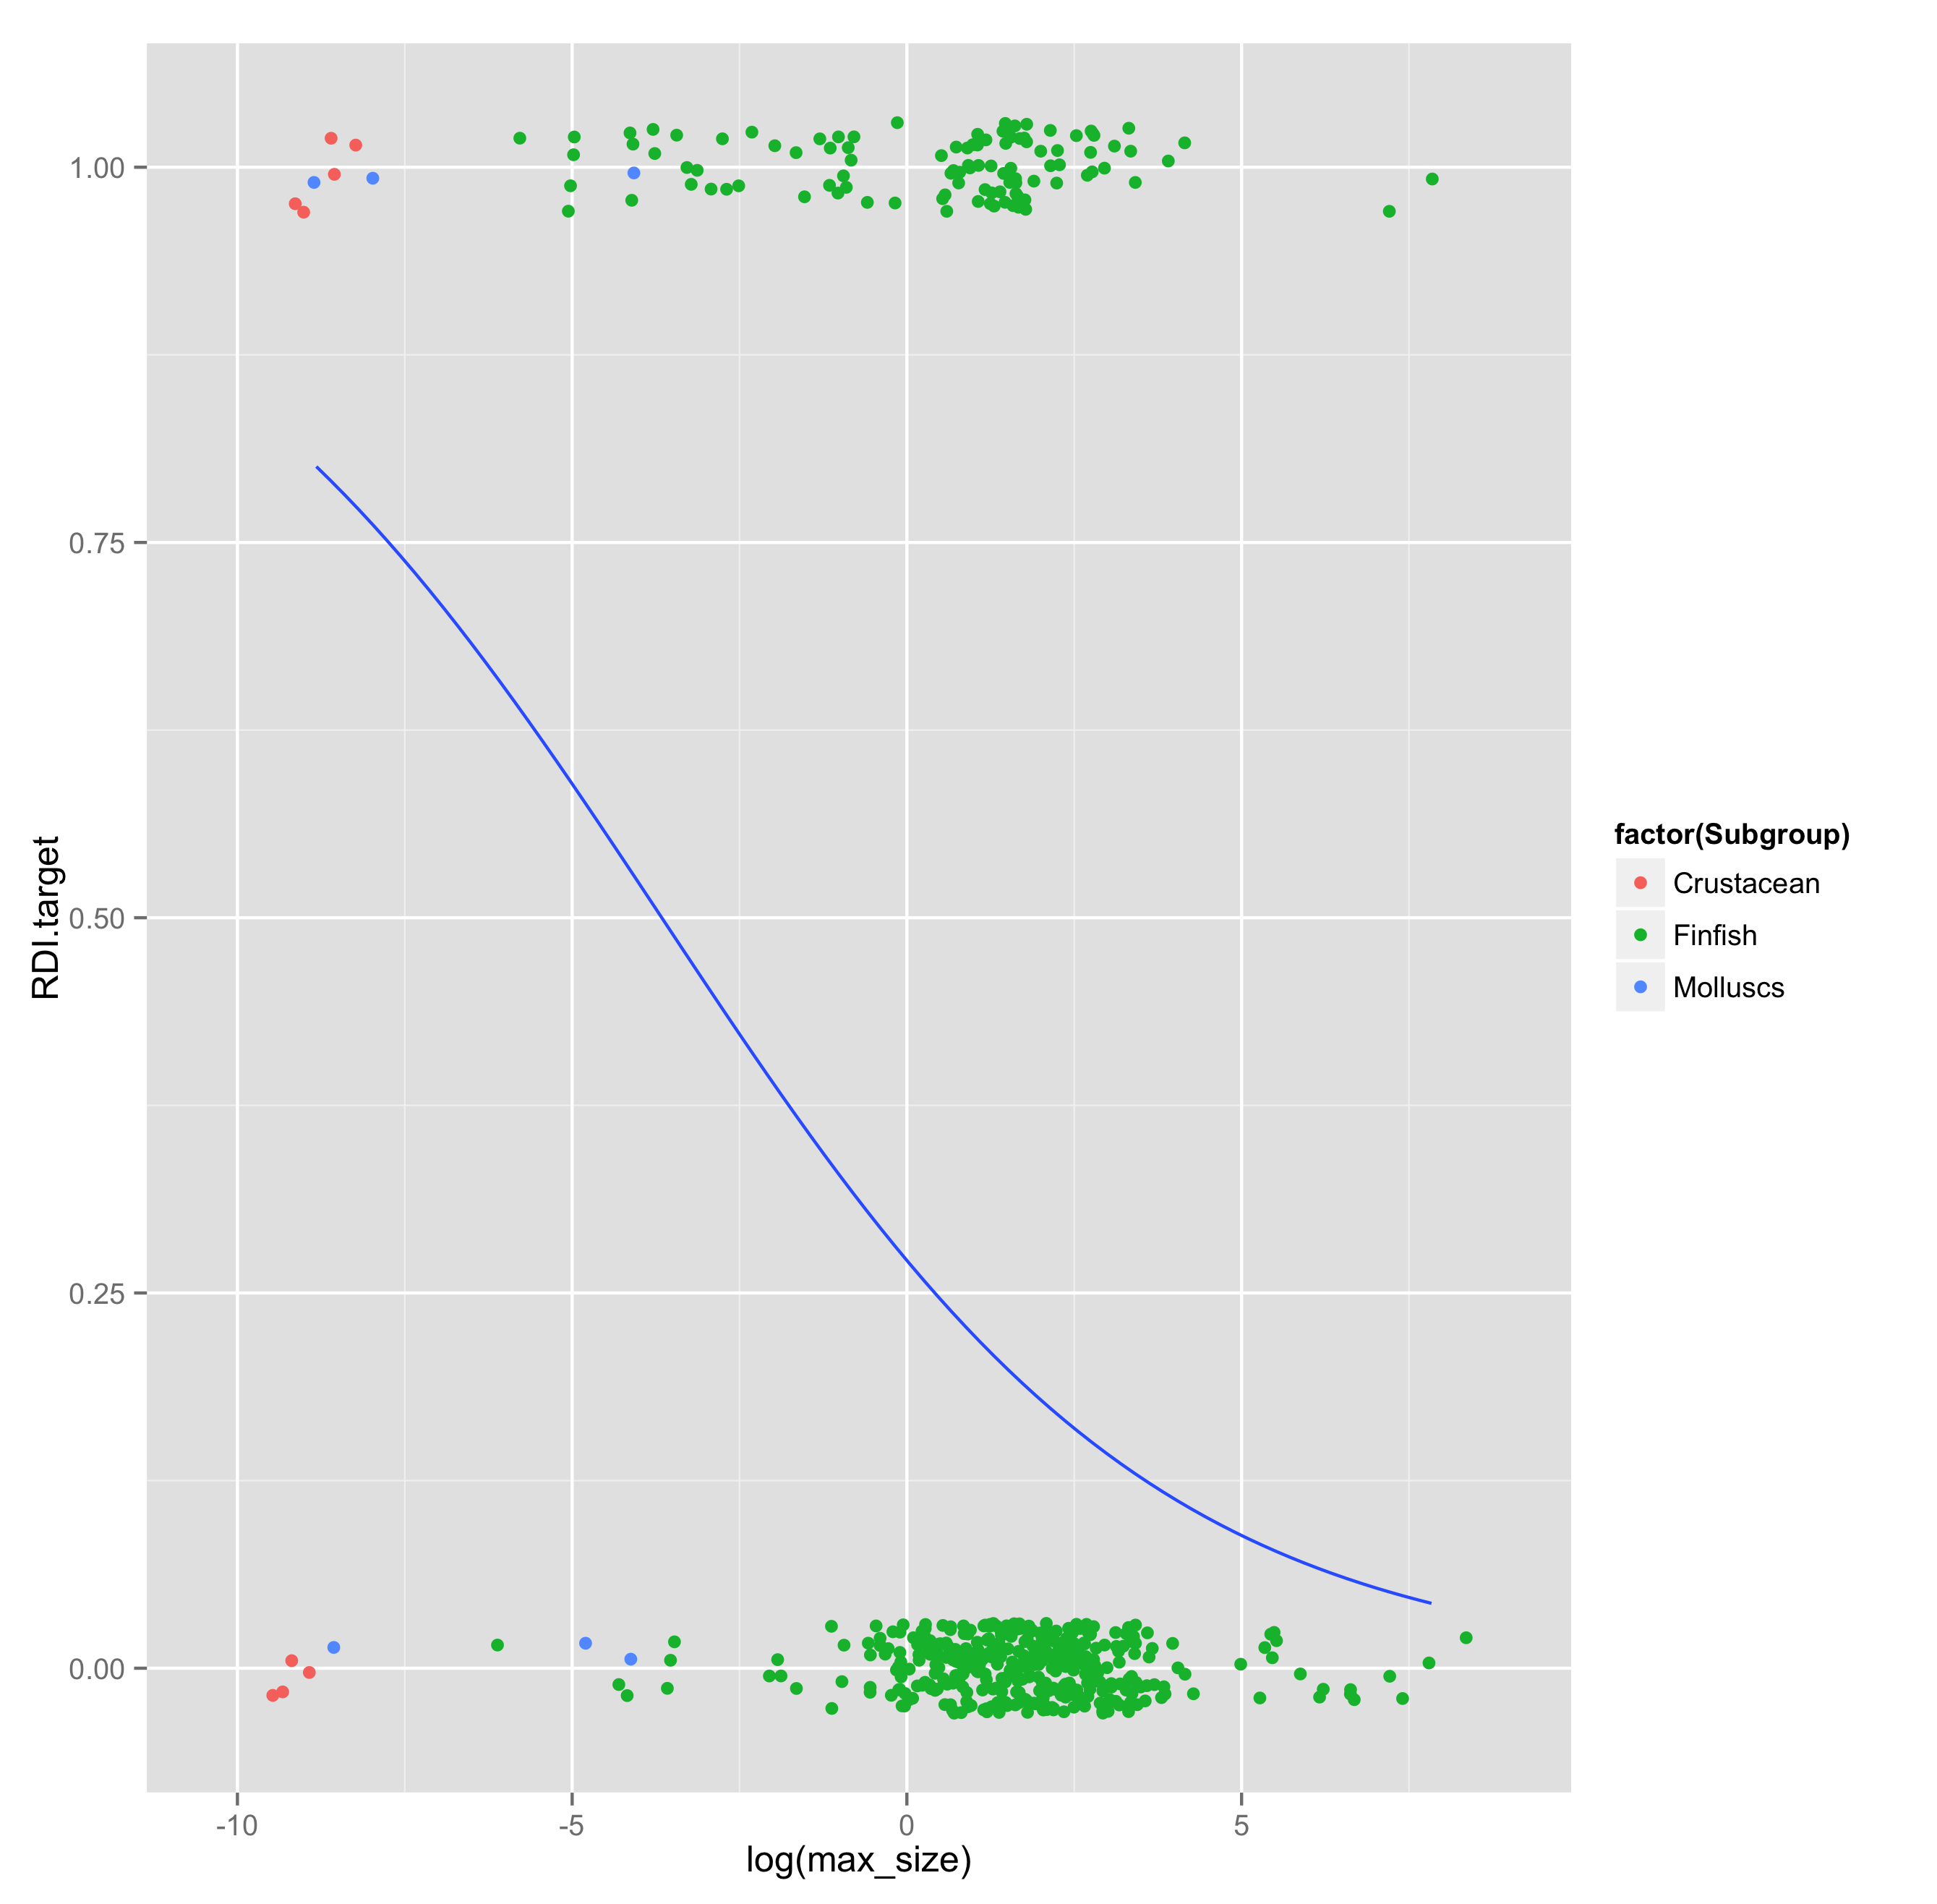 1.00
0.75
0.50
0.25
0.00
RDI.target
-10
-5
0
5
log(max_size)
factor(Subgroup)
Crustacean
Finfish
Molluscs